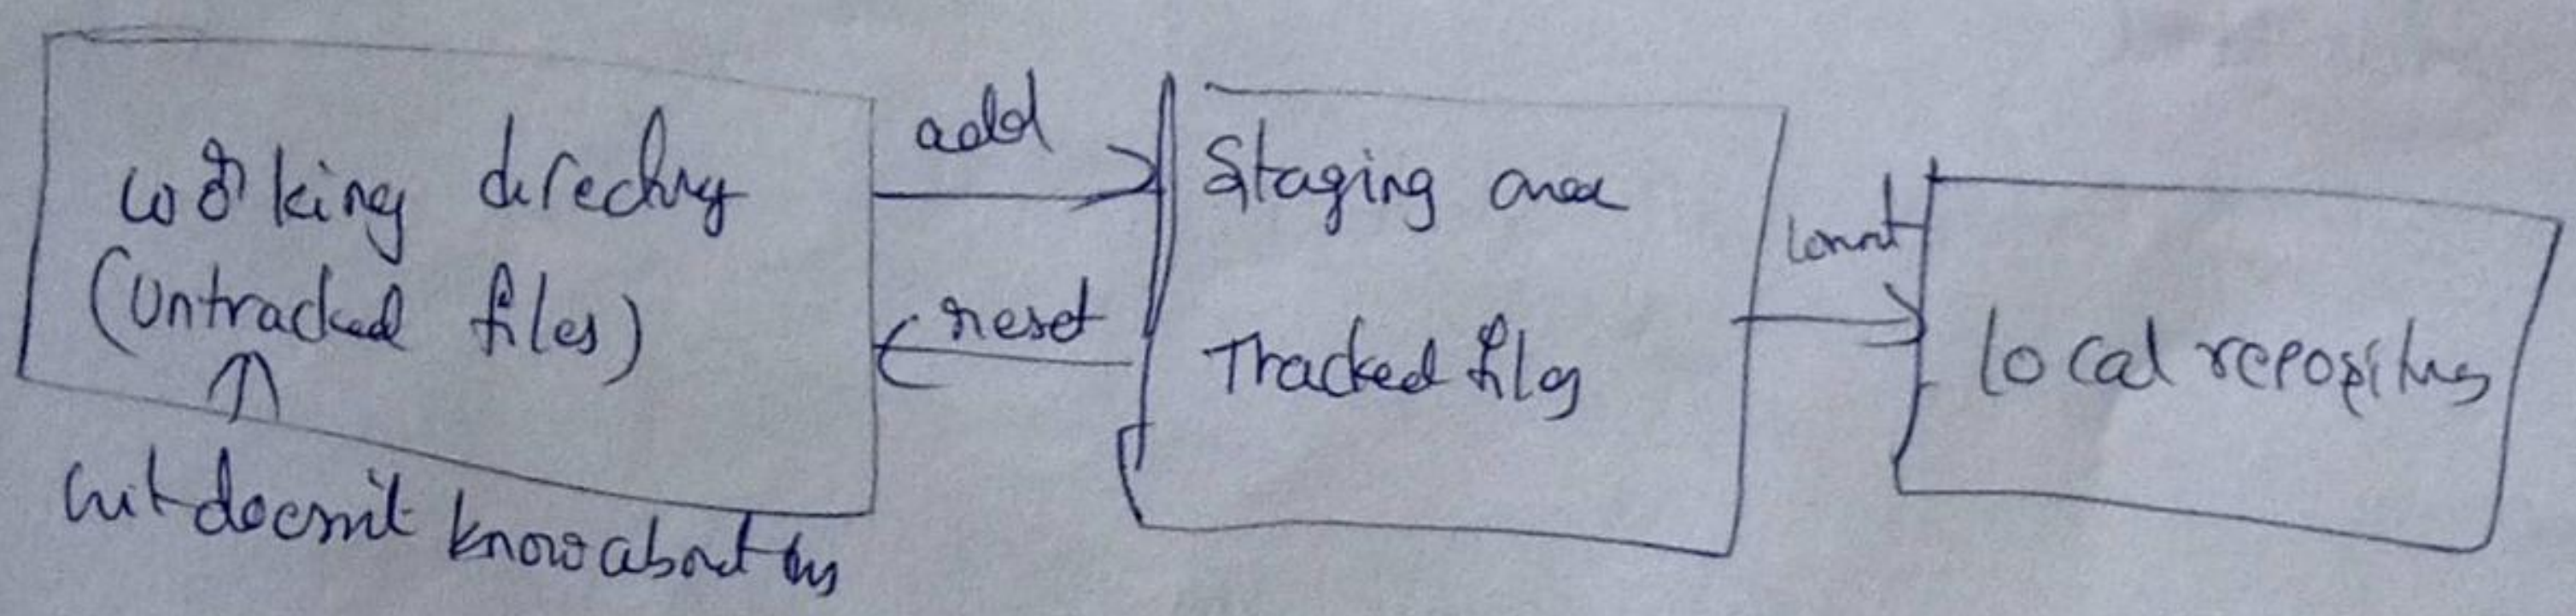 working directory
(Untracked files)
Git doesn't know about this
add
reset
Staging area
Tracked files
commit
local repository